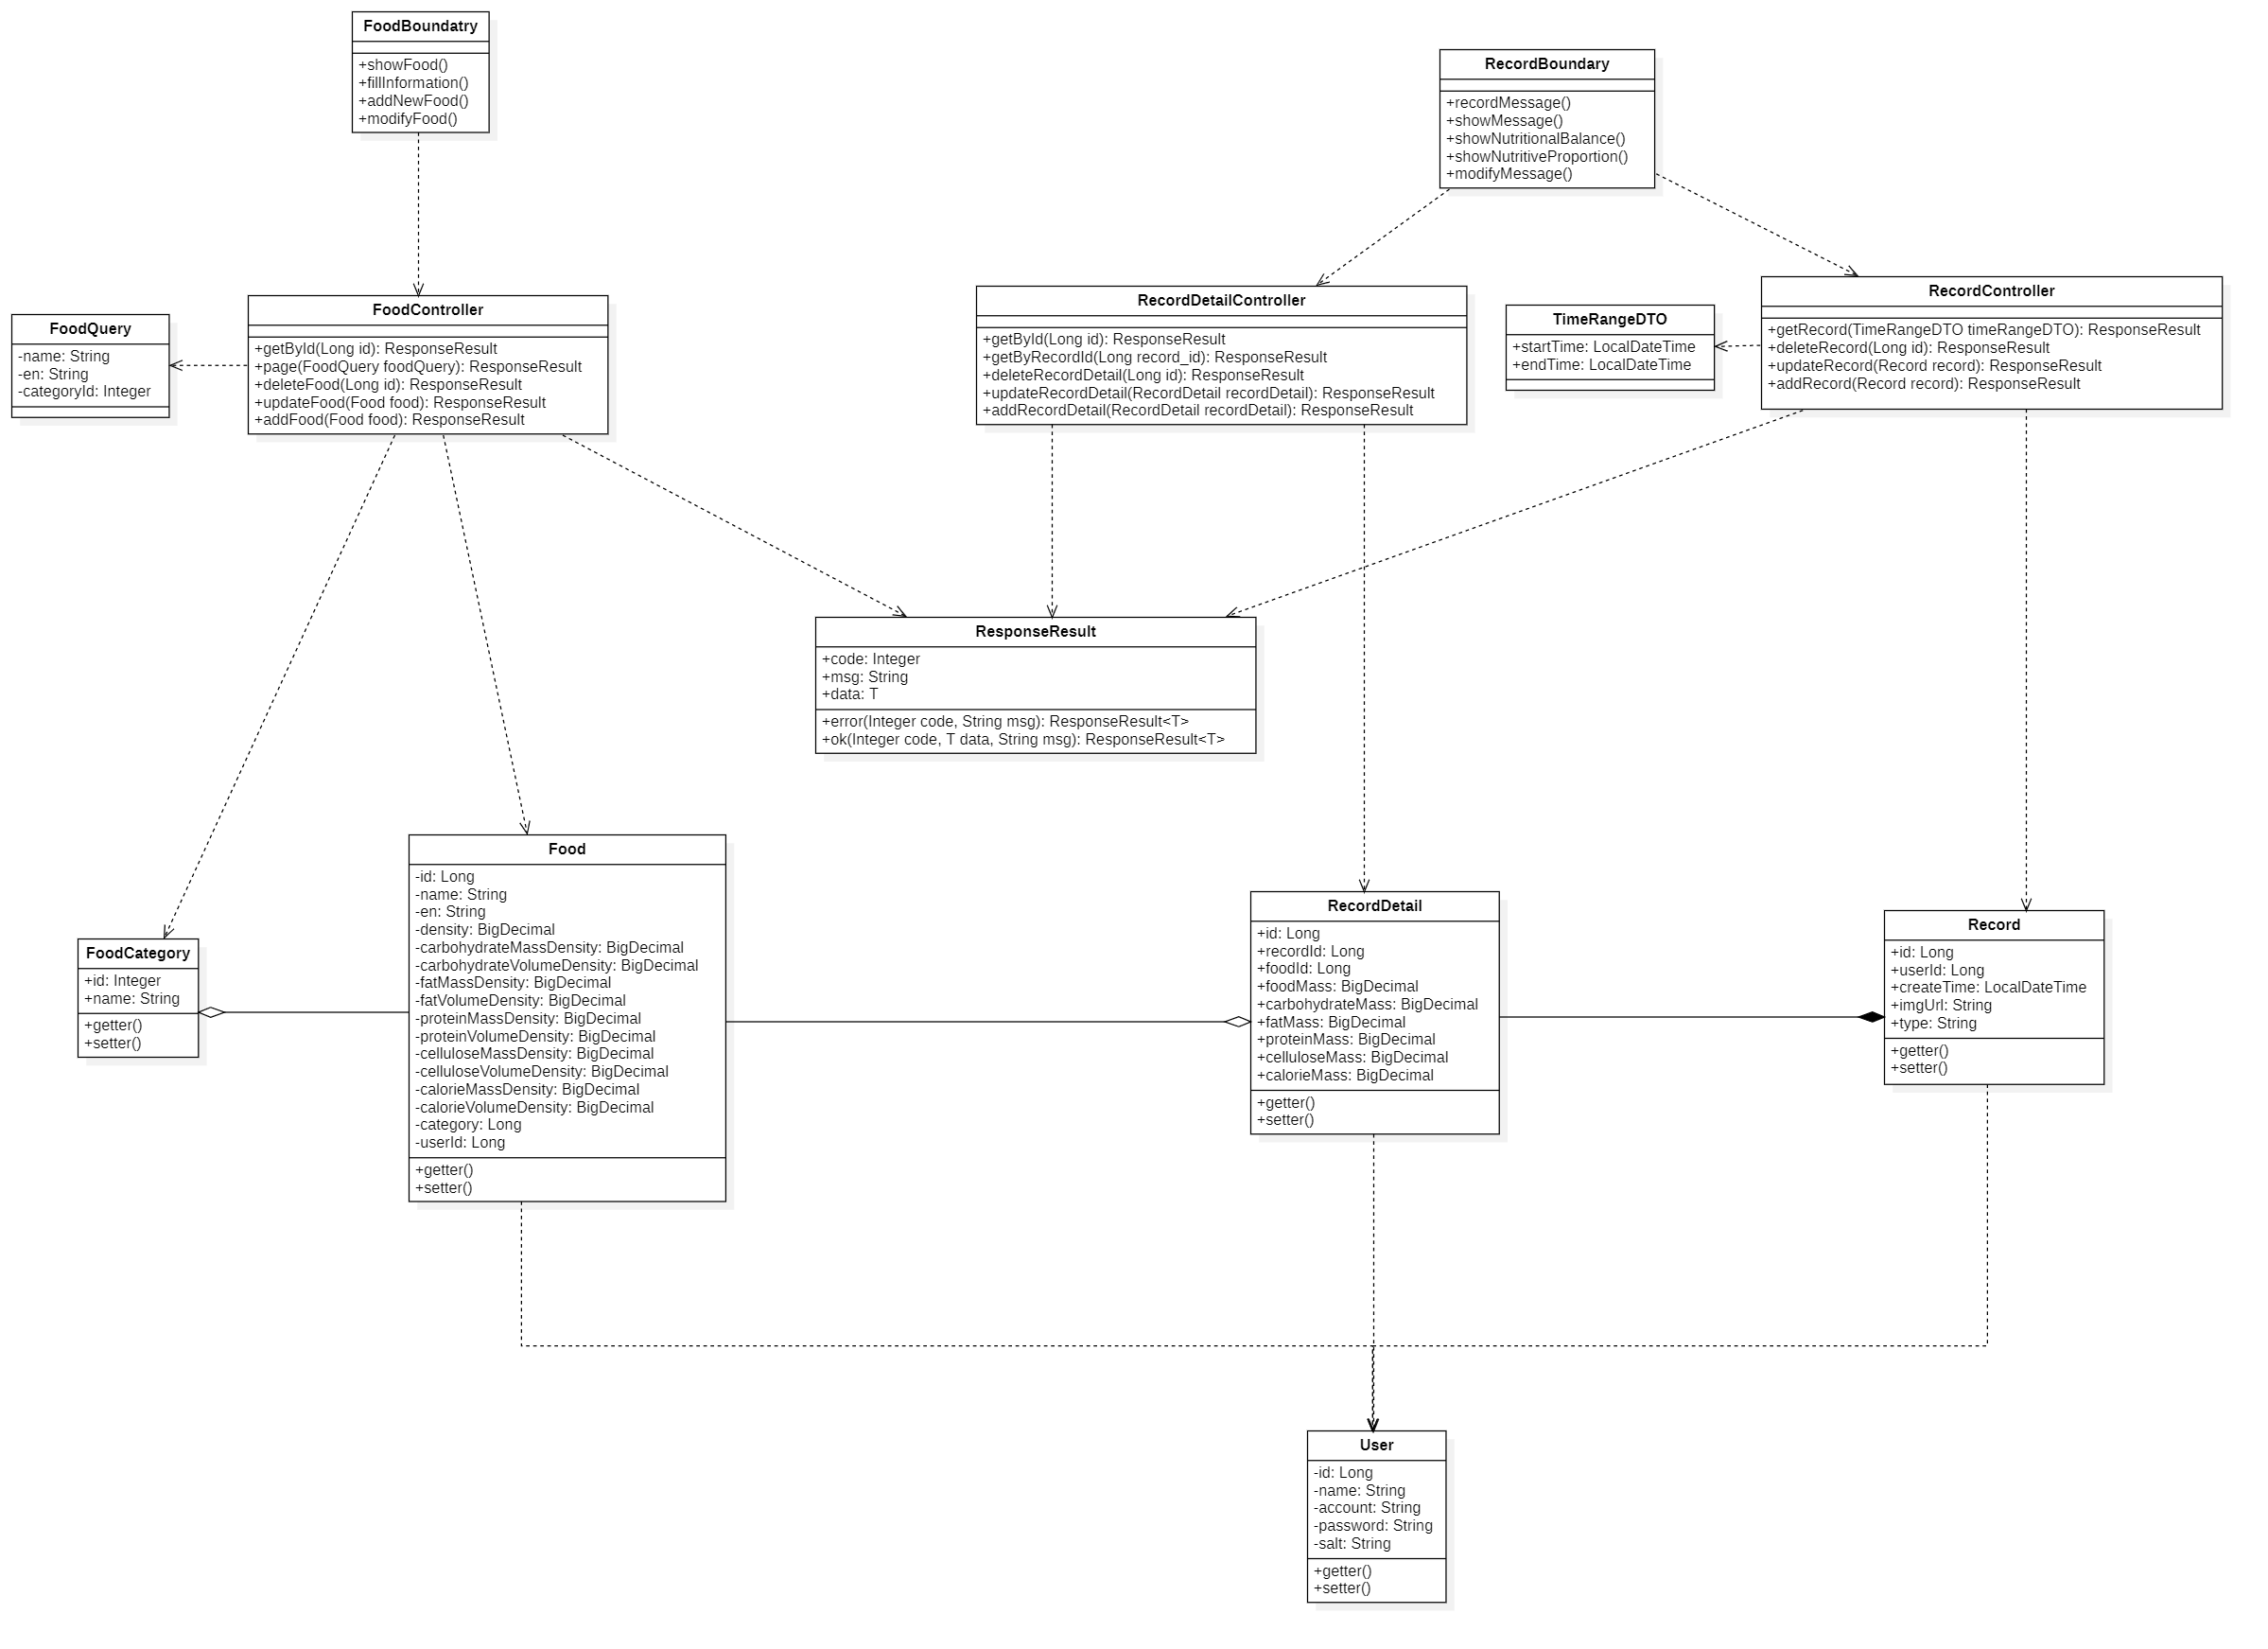 FoodBoundatry
+showFood()
+fillInformation()
+addNewFood()
+modifyFood()
RecordBoundary
+recordMessage()
+showMessage()
+showNutritionalBalance()
+showNutritiveProportion()
+modifyMessage()
FoodQuery
-name: String
-en: String
-categoryId: Integer
FoodController
+getById(Long id): ResponseResult
+page(FoodQuery foodQuery): ResponseResult
+deleteFood(Long id): ResponseResult
+updateFood(Food food): ResponseResult
+addFood(Food food): ResponseResult
RecordDetailController
+getById(Long id): ResponseResult
+getByRecordId(Long record_id): ResponseResult
+deleteRecordDetail(Long id): ResponseResult
+updateRecordDetail(RecordDetail recordDetail): ResponseResult
+addRecordDetail(RecordDetail recordDetail): ResponseResult
TimeRangeDTO
+startTime: LocalDateTime
+endTime: LocalDateTime
RecordController
+getRecord(TimeRangeDTO timeRangeDTO): ResponseResult
+deleteRecord(Long id): ResponseResult
+updateRecord(Record record): ResponseResult
+addRecord(Record record): ResponseResult
ResponseResult
+code: Integer
+msg: String
+data: T
+error(Integer code, String msg): ResponseResult<T>
+ok(Integer code, T data, String msg): ResponseResult<T>
FoodCategory
+id: Integer
+name: String
+getter()
+setter()
Food
-id: Long
-name: String
-en: String
-density: BigDecimal
-carbohydrateMassDensity: BigDecimal
-carbohydrateVolumeDensity: BigDecimal
-fatMassDensity: BigDecimal
-fatVolumeDensity: BigDecimal
-proteinMassDensity: BigDecimal
-proteinVolumeDensity: BigDecimal
-celluloseMassDensity: BigDecimal
-celluloseVolumeDensity: BigDecimal
-calorieMassDensity: BigDecimal
-calorieVolumeDensity: BigDecimal
-category: Long
-userId: Long
+getter()
+setter()
RecordDetail
+id: Long
+recordId: Long
+foodId: Long
+foodMass: BigDecimal
+carbohydrateMass: BigDecimal
+fatMass: BigDecimal
+proteinMass: BigDecimal
+celluloseMass: BigDecimal
+calorieMass: BigDecimal
+getter()
+setter()
Record
+id: Long
+userId: Long
+createTime: LocalDateTime
+imgUrl: String
+type: String
+getter()
+setter()
User
-id: Long
-name: String
-account: String
-password: String
-salt: String
+getter()
+setter()